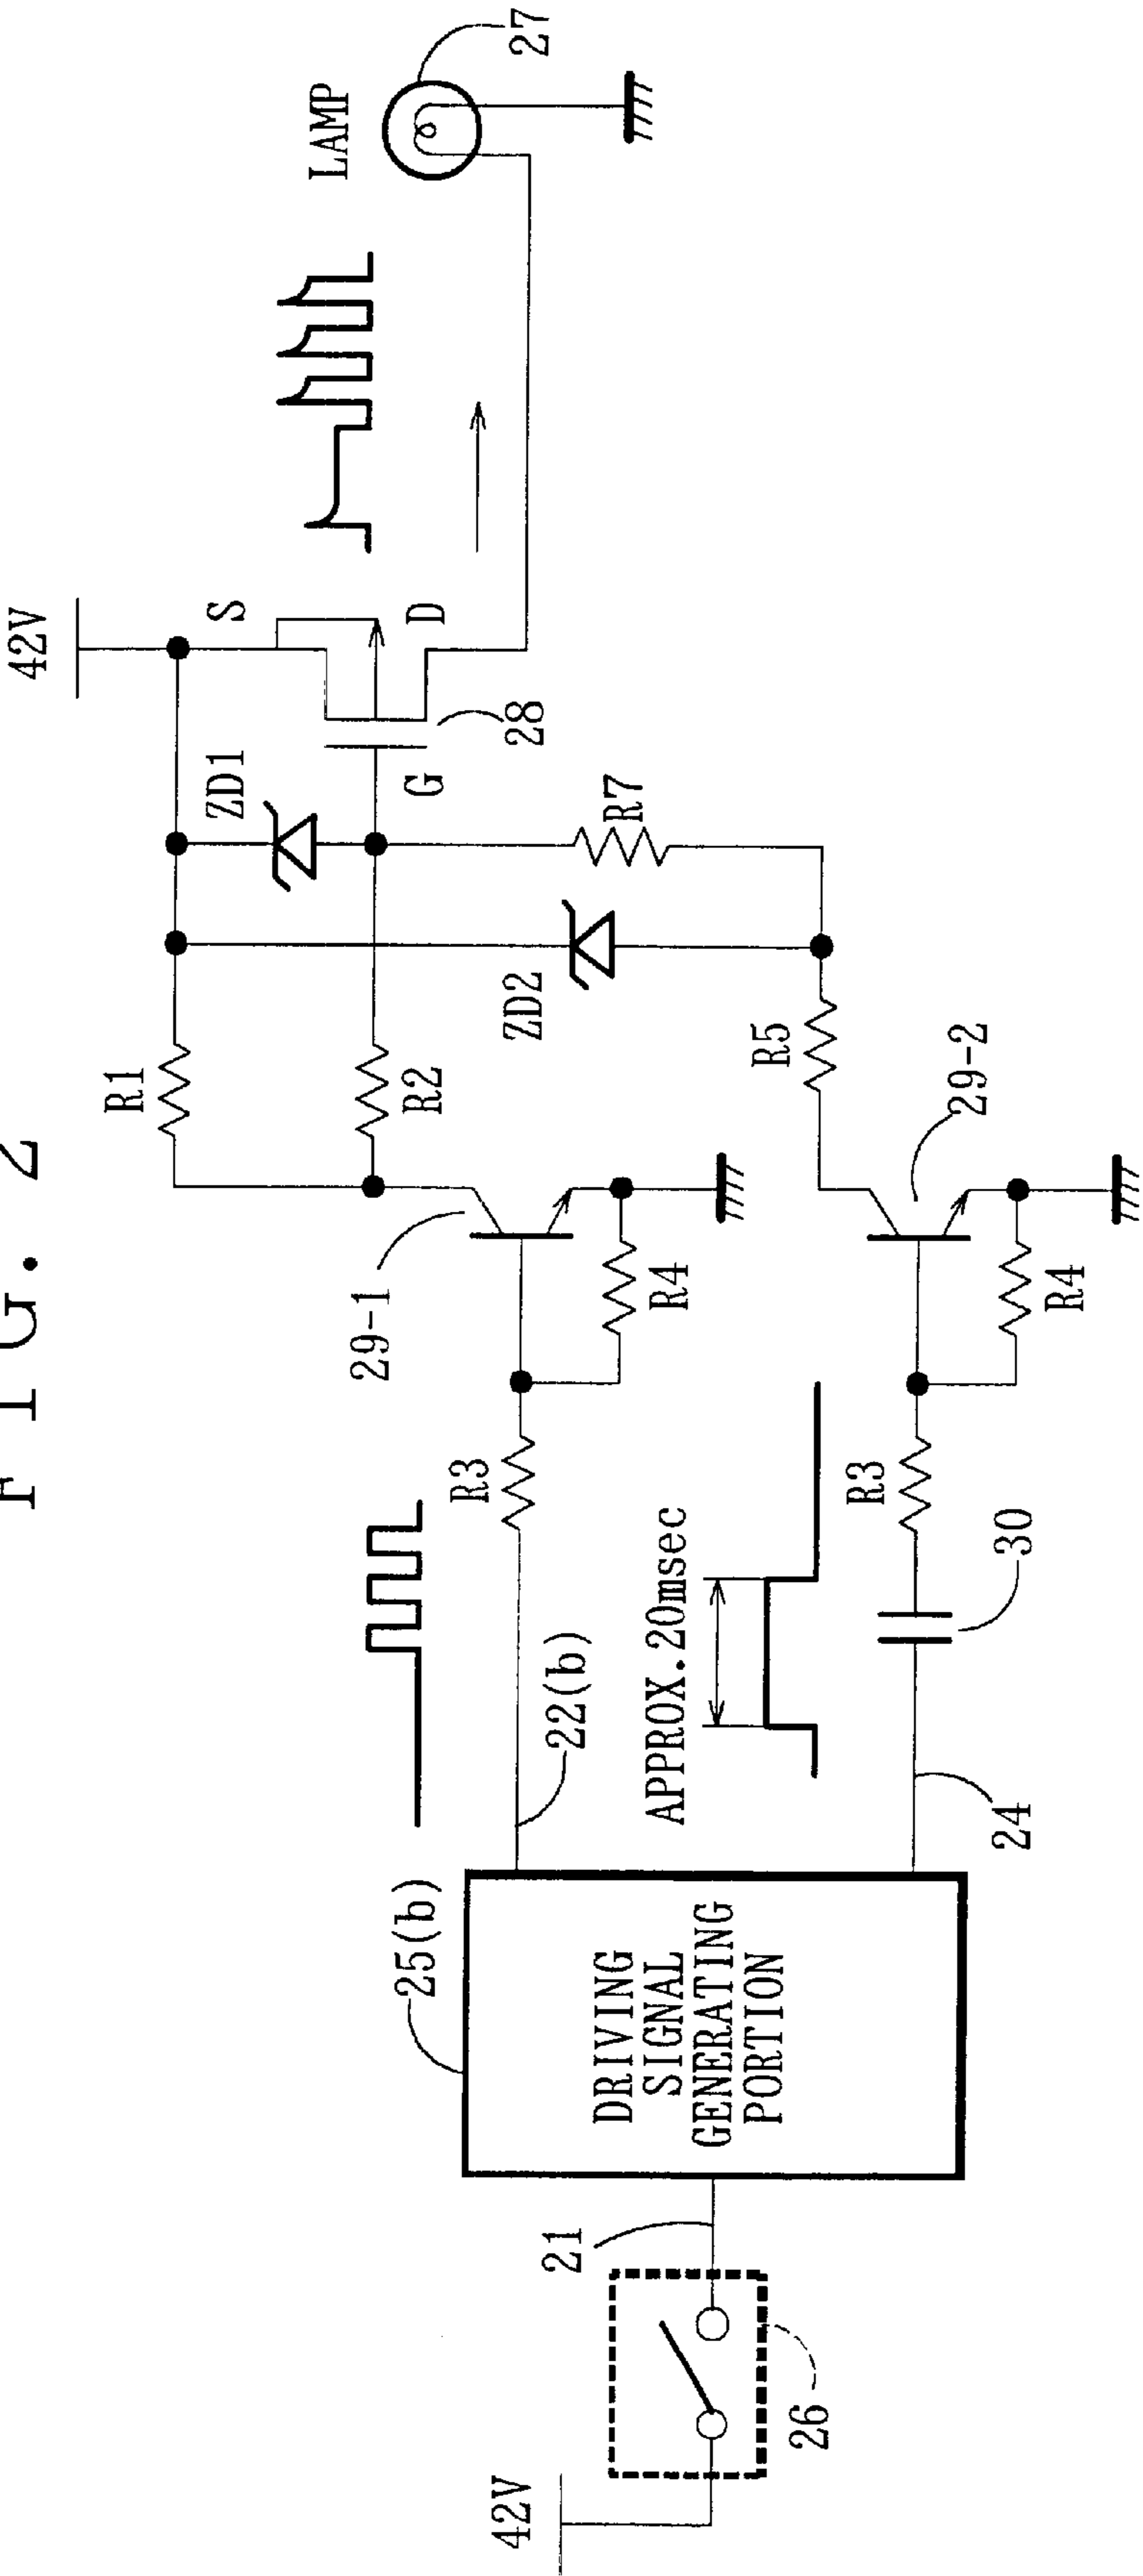 FIG. 2
42V
26
21
25(b)
DRIVING
SIGNAL
GENERATING
PORTION
22(b)
24
APPROX.20msec
30
R3
R3
29-1
R4
R4
29-2
R1
R2
R5
ZD2
ZD1
R7
G
28
42V
S
D
LAMP
27